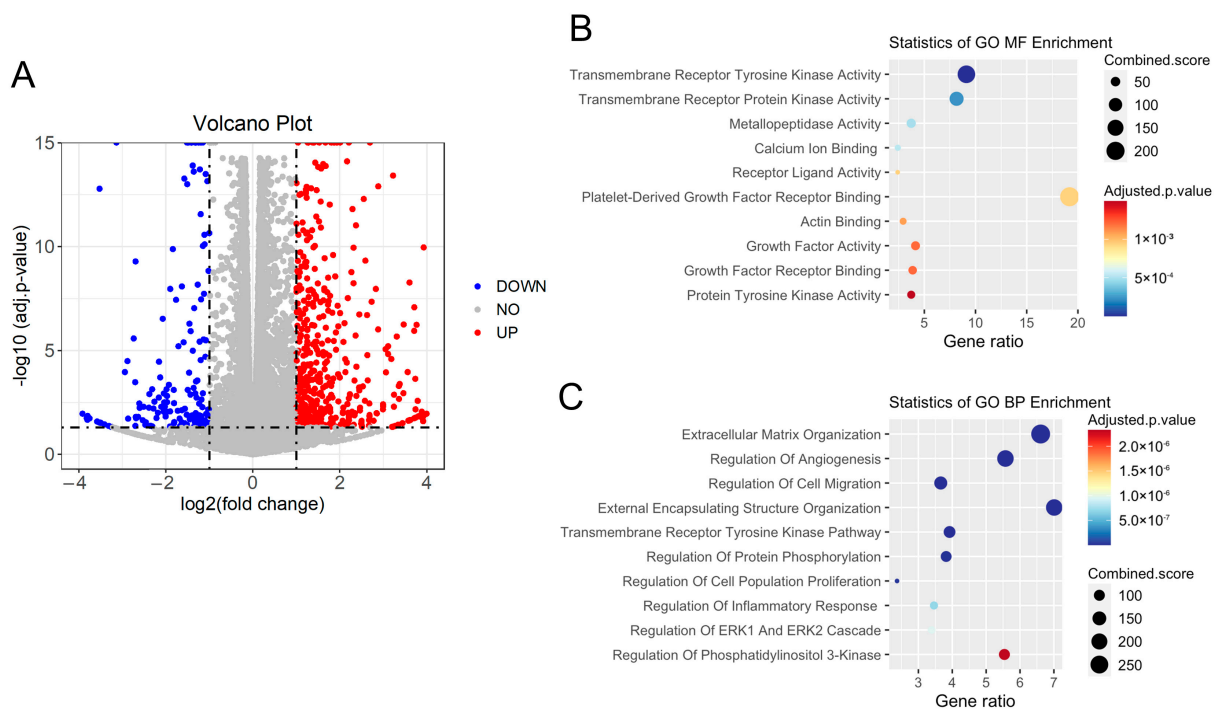 A
Volcano Plot
15
10
5
0
-log10 (adj.p-value)
−4
−2
0
2
4
log2(fold change)
DOWN
NO
UP
B
Statistics of GO MF Enrichment
Transmembrane Receptor Tyrosine Kinase Activity
Transmembrane Receptor Protein Kinase Activity
Metallopeptidase Activity
Calcium Ion Binding
Receptor Ligand Activity
Platelet-Derived Growth Factor Receptor Binding
Actin Binding
Growth Factor Activity
Growth Factor Receptor Binding
Protein Tyrosine Kinase Activity
5
10
15
20
Gene ratio
Combined.score
50
100
150
200
Adjusted.p.value
1×10⁻³
5×10⁻⁴
C
Statistics of GO BP Enrichment
Extracellular Matrix Organization
Regulation Of Angiogenesis
Regulation Of Cell Migration
External Encapsulating Structure Organization
Transmembrane Receptor Tyrosine Kinase Pathway
Regulation Of Protein Phosphorylation
Regulation Of Cell Population Proliferation
Regulation Of Inflammatory Response
Regulation Of ERK1 And ERK2 Cascade
Regulation Of Phosphatidylinositol 3-Kinase
3
4
5
6
7
Gene ratio
Adjusted.p.value
2.0×10⁻⁶
1.5×10⁻⁶
1.0×10⁻⁶
5.0×10⁻⁷
Combined.score
100
150
200
250